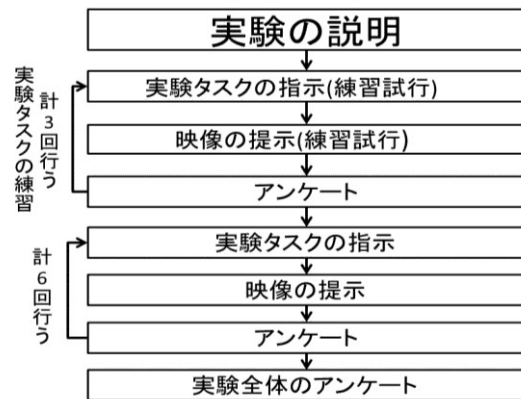 実験の説明
実験タスクの指示(練習試行)
映像の提示(練習試行)
アンケート
実験タスクの練習
計3回行う
実験タスクの指示
映像の提示
アンケート
計6回行う
実験全体のアンケート